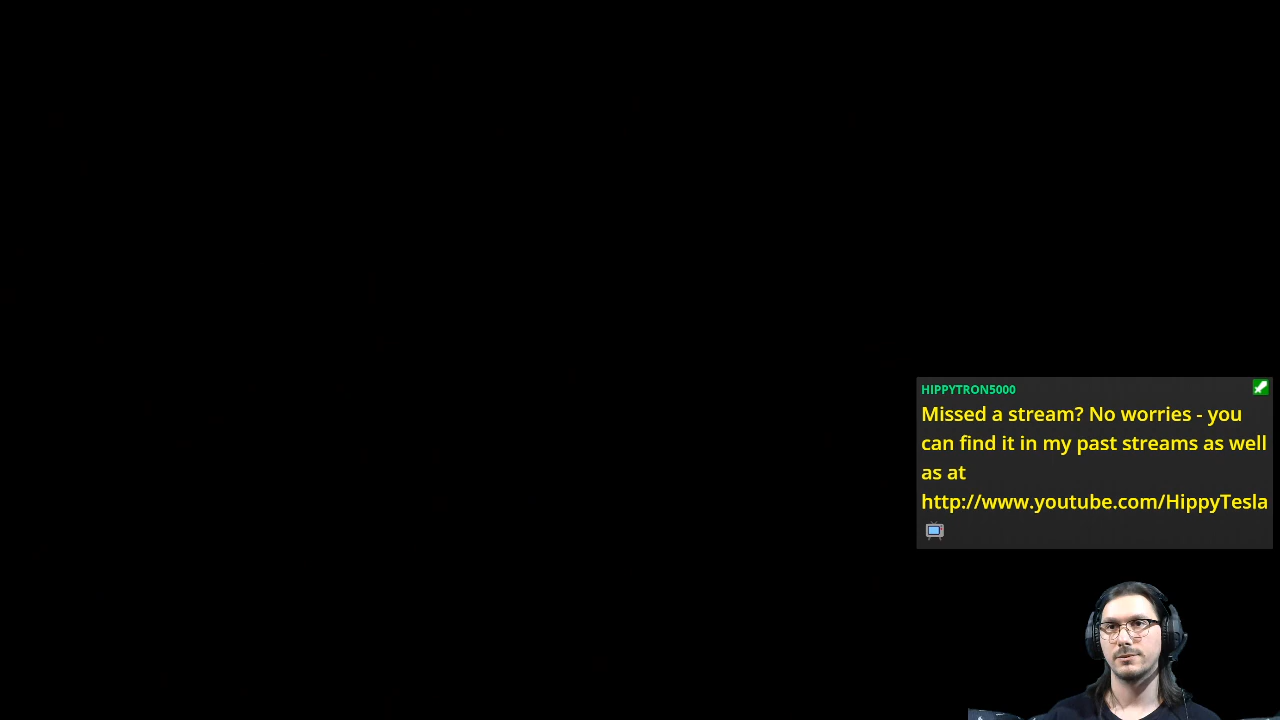 HIPPYTRON5000
Missed a stream? No worries - you
can find it in my past streams as well
as at
http://www.youtube.com/HippyTesla